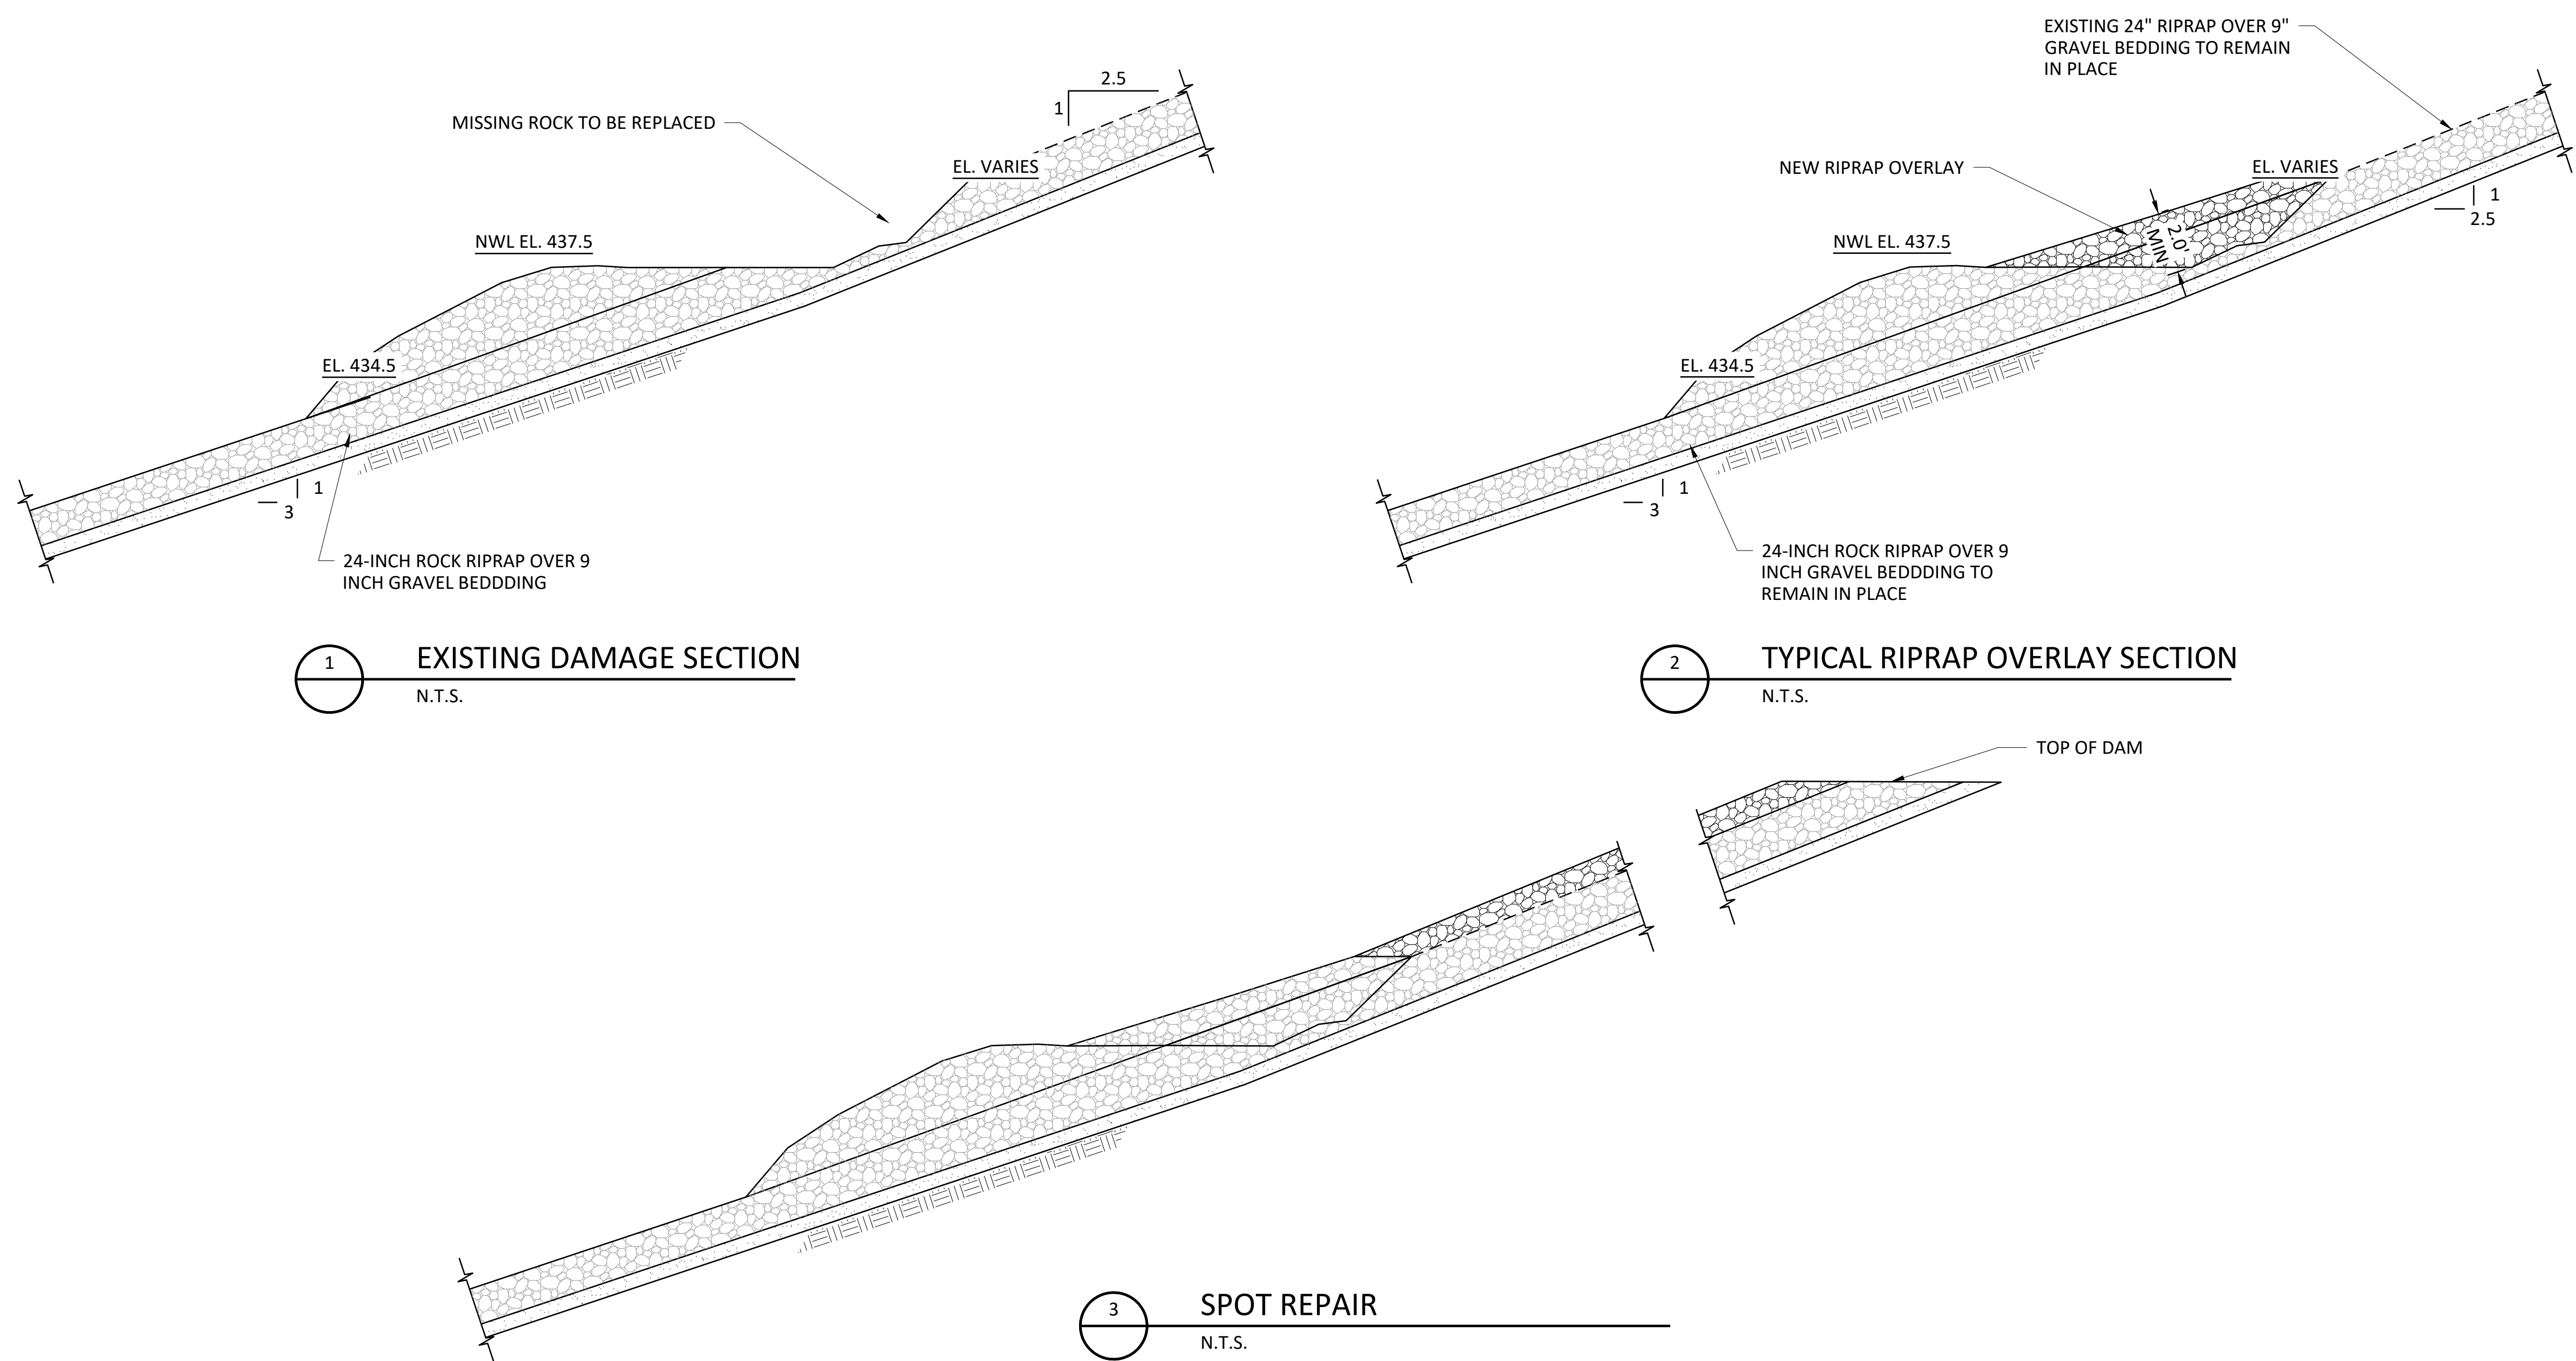 MISSING ROCK TO BE REPLACED
2.5
1
EL. VARIES
NWL EL. 437.5
EL. 434.5
1
3
24-INCH ROCK RIPRAP OVER 9
INCH GRAVEL BEDDDING
1
EXISTING DAMAGE SECTION
N.T.S.
EXISTING 24" RIPRAP OVER 9"
GRAVEL BEDDING TO REMAIN
IN PLACE
NEW RIPRAP OVERLAY
EL. VARIES
1
2.5
2.0'
MIN
NWL EL. 437.5
EL. 434.5
1
3
24-INCH ROCK RIPRAP OVER 9
INCH GRAVEL BEDDDING TO
REMAIN IN PLACE
2
TYPICAL RIPRAP OVERLAY SECTION
N.T.S.
TOP OF DAM
3
SPOT REPAIR
N.T.S.